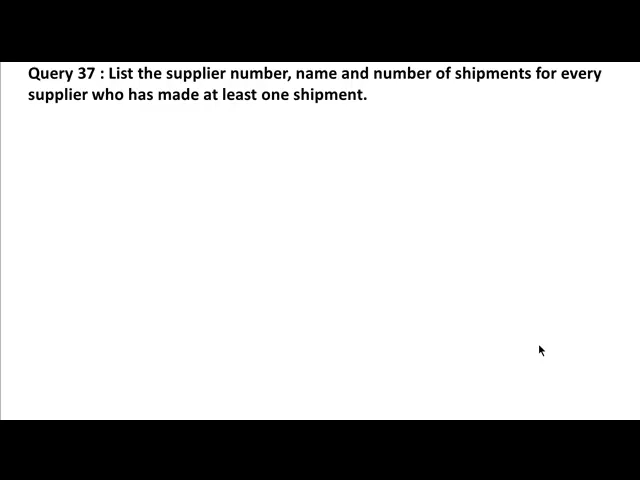 Query 37 : List the supplier number, name and number of shipments for every
supplier who has made at least one shipment.